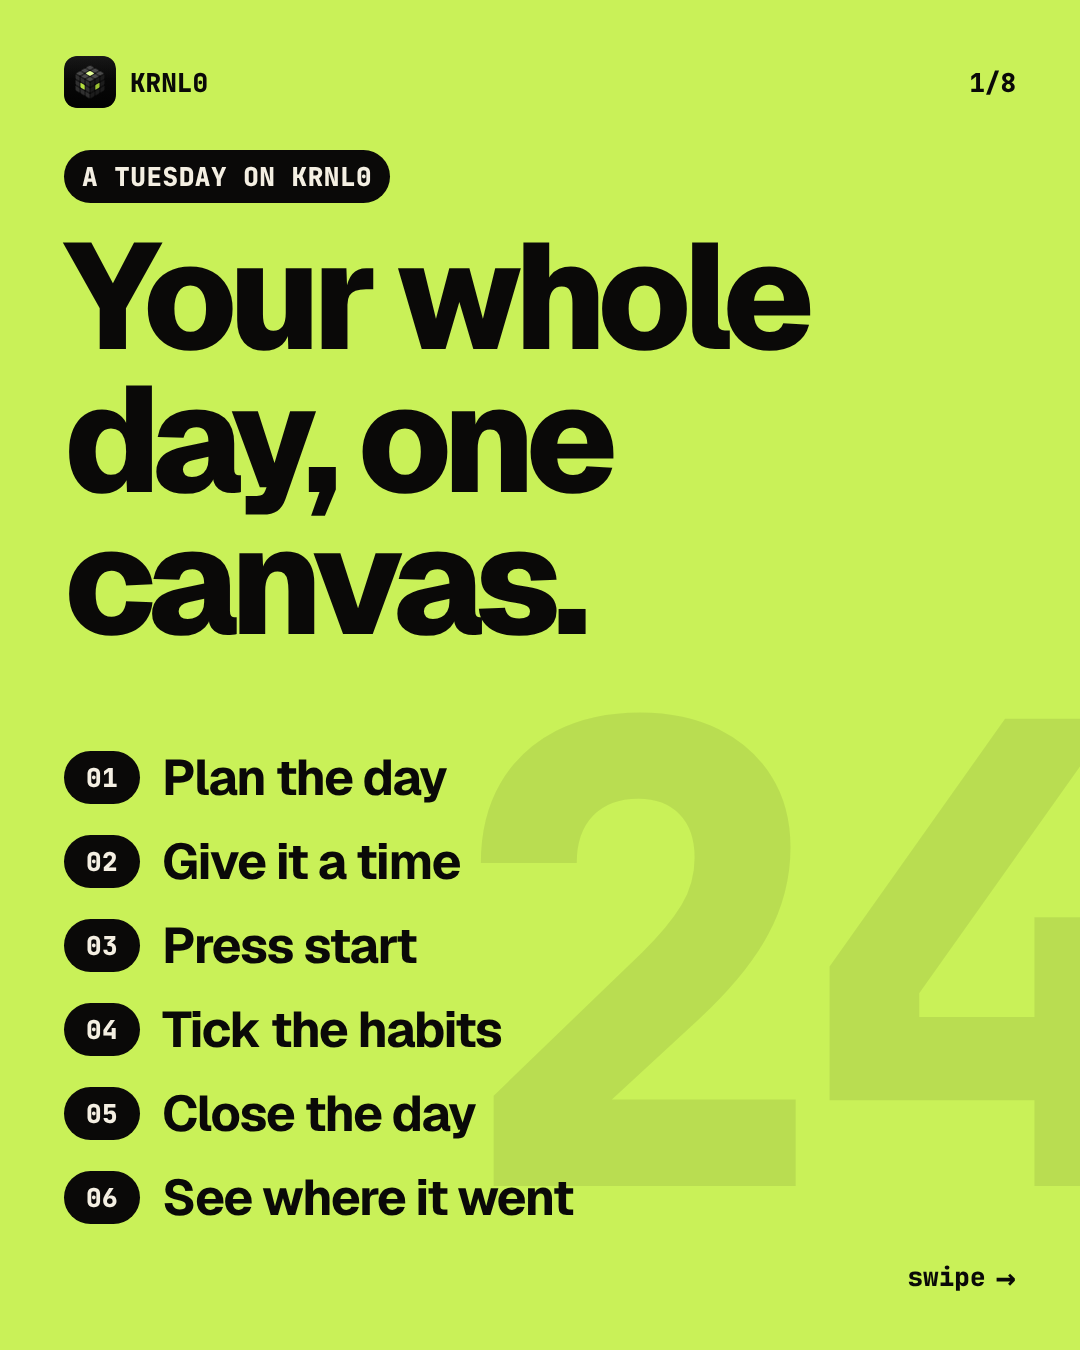 KRNL0
1/8
A TUESDAY ON KRNL0
Your whole
day, one
canvas.
24
01 Plan the day
02 Give it a time
03 Press start
04 Tick the habits
05 Close the day
06 See where it went
swipe →